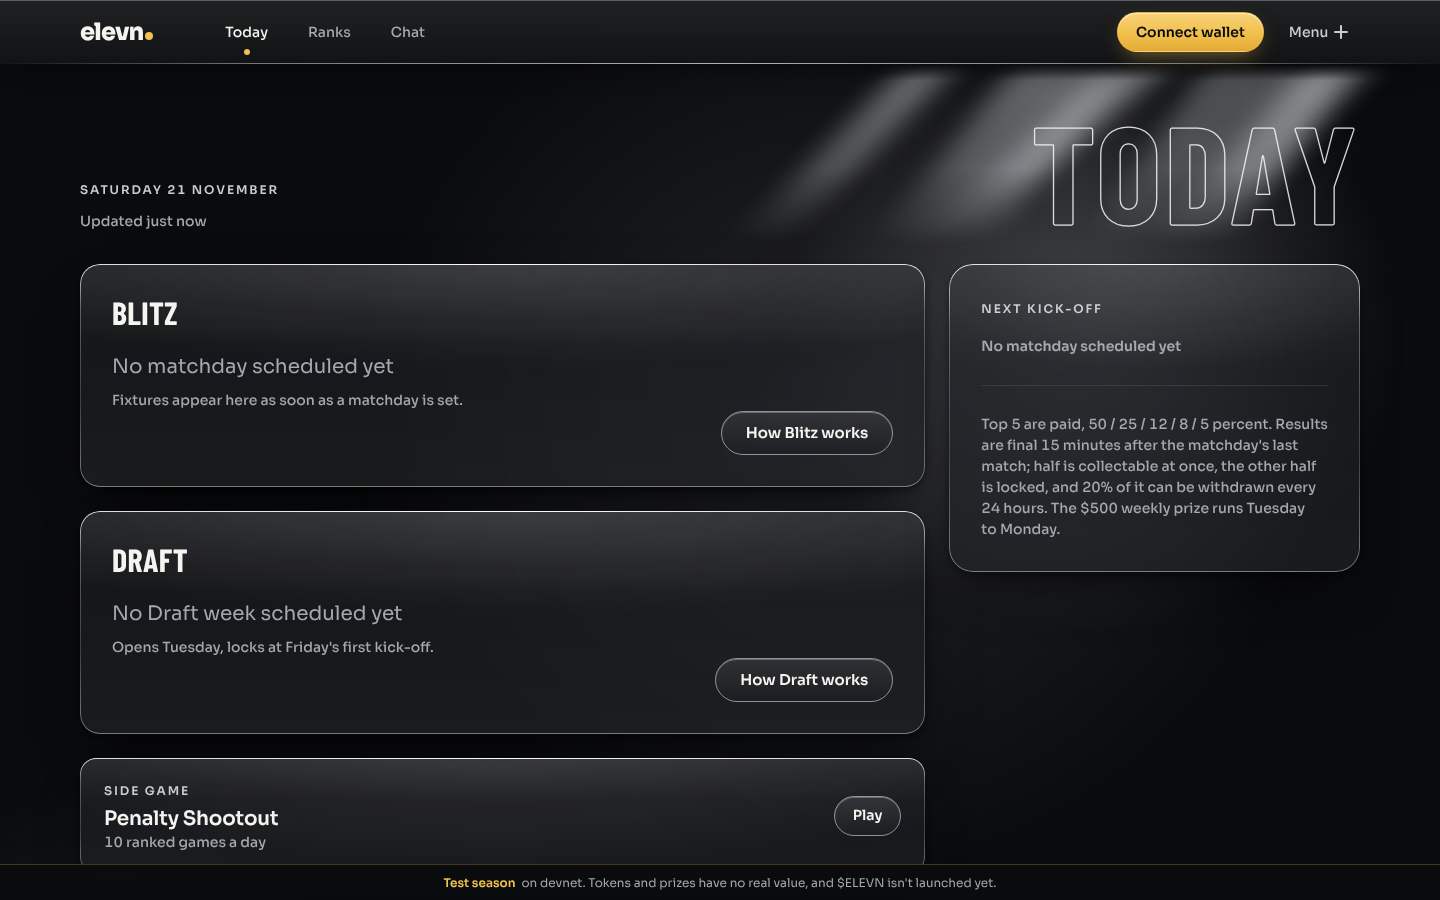 elevn.
Today
Ranks
Chat
Connect wallet
Menu
TODAY
SATURDAY 21 NOVEMBER
Updated just now
BLITZ
No matchday scheduled yet
Fixtures appear here as soon as a matchday is set.
How Blitz works
NEXT KICK-OFF
No matchday scheduled yet
Top 5 are paid, 50 / 25 / 12 / 8 / 5 percent. Results
are final 15 minutes after the matchday's last
match; half is collectable at once, the other half
is locked, and 20% of it can be withdrawn every
24 hours. The $500 weekly prize runs Tuesday
to Monday.
DRAFT
No Draft week scheduled yet
Opens Tuesday, locks at Friday's first kick-off.
How Draft works
SIDE GAME
Penalty Shootout
10 ranked games a day
Play
Test season on devnet. Tokens and prizes have no real value, and $ELEVN isn't launched yet.